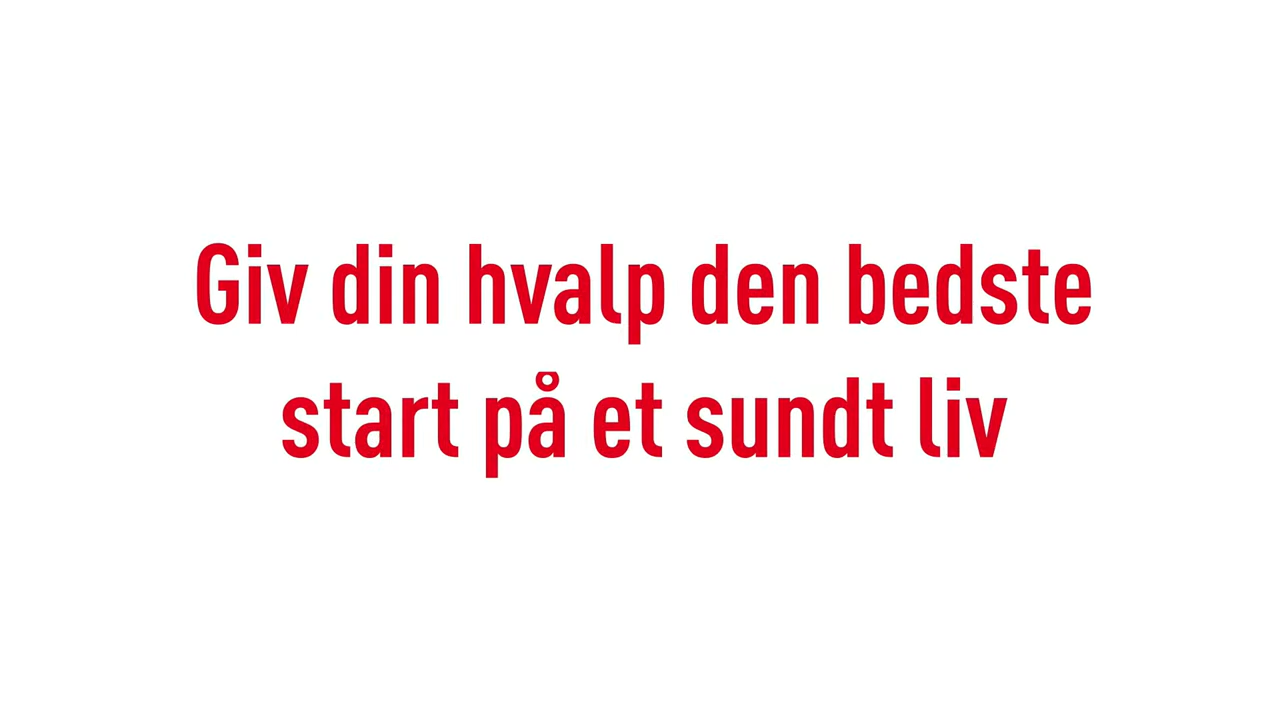 Giv din hvalp den bedste
start på et sundt liv